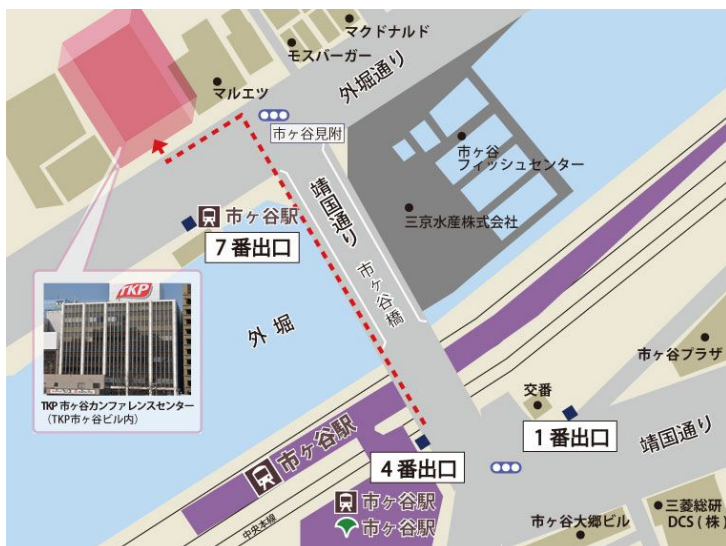 マクドナルド
モスバーガー
マルエツ
外堀通り
市ヶ谷見附
市ヶ谷
フィッシュセンター
三京水産株式会社
靖国通り
市ヶ谷橋
市ヶ谷駅
7番出口
外堀
TKP
TKP 市ヶ谷カンファレンスセンター
(TKP市ヶ谷ビル内)
市ヶ谷プラザ
交番
1番出口
靖国通り
市ヶ谷駅
4番出口
市ヶ谷駅
市ヶ谷駅
中央本線
市ヶ谷大郷ビル
三菱総研
DCS (株)